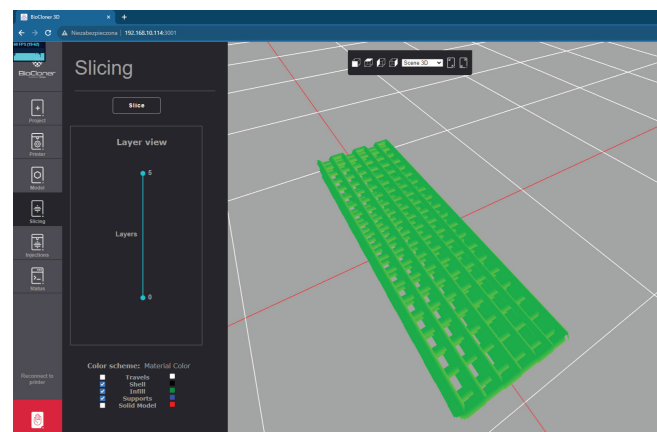 BioCloner 3D
Niezabezpieczona | 192.168.10.114:3001
BioCloner
Project
Printer
Model
Slicing
Injections
Status
Reconnect to
printer
Slicing
Slice
Layer view
6
Layers
0
Color scheme: Material Color
Travels
Shell
Infill
Supports
Solid Model
Scene 3D